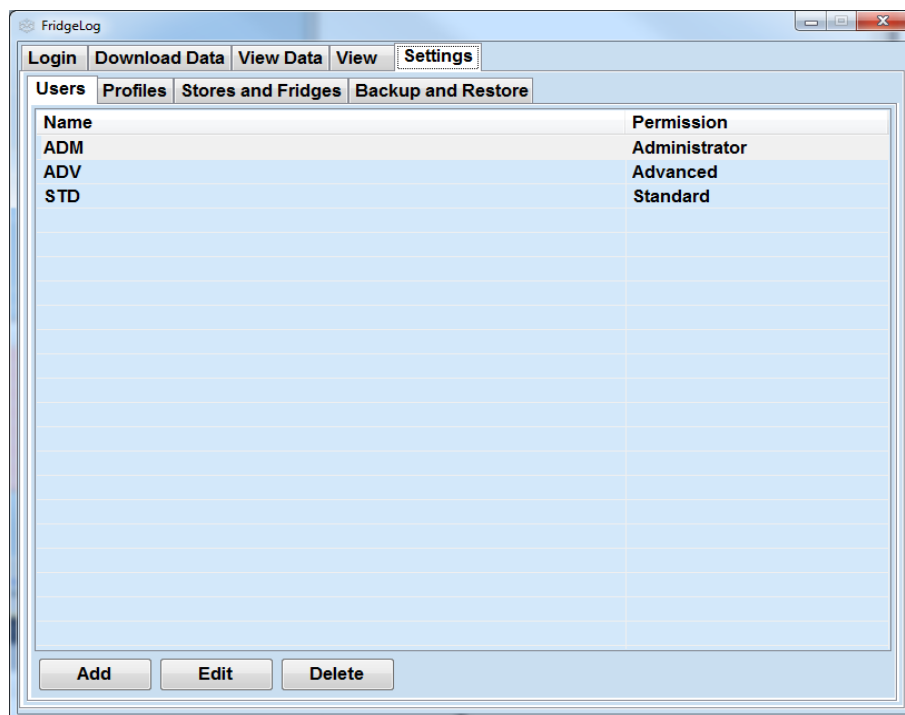 FridgeLog
Login Download Data View Data View Settings
Users Profiles Stores and Fridges Backup and Restore
Name Permission
ADM Administrator
ADV Advanced
STD Standard
Add Edit Delete